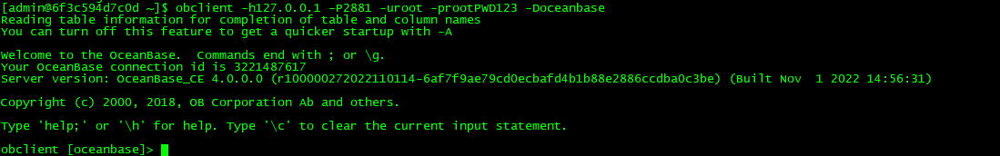 [admin@6f3c594d7c0d ~]$ obclient -h127.0.0.1 -P2881 -uroot -prootPWD123 -Doceanbase
Reading table information for completion of table and column names
You can turn off this feature to get a quicker startup with -A
Welcome to the OceanBase.  Commands end with ; or \g.
Your OceanBase connection id is 3221487617
Server version: OceanBase_CE 4.0.0.0 (r100000272022110114-6af7f9ae79cd0ecbafd4b1b88e2886ccdba0c3be) (Built Nov  1 2022 14:56:31)
Copyright (c) 2000, 2018, OB Corporation Ab and others.
Type 'help;' or '\h' for help. Type '\c' to clear the current input statement.
obclient [oceanbase]>